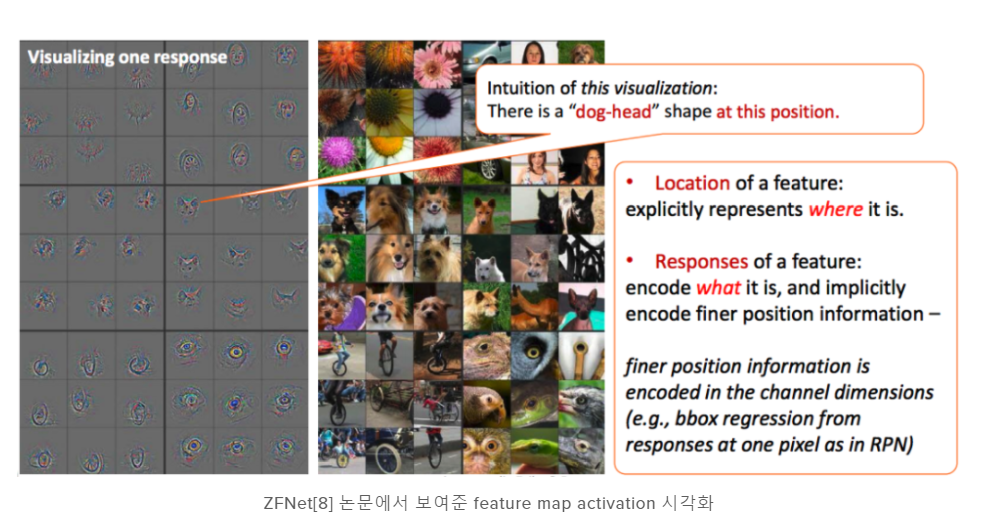 Visualizing one response
Intuition of this visualization:
There is a “dog-head” shape at this position.
• Location of a feature:
explicitly represents where it is.
• Responses of a feature:
encode what it is, and implicitly
encode finer position information –
finer position information is
encoded in the channel dimensions
(e.g., bbox regression from
responses at one pixel as in RPN)
ZFNet[8] 논문에서 보여준 feature map activation 시각화